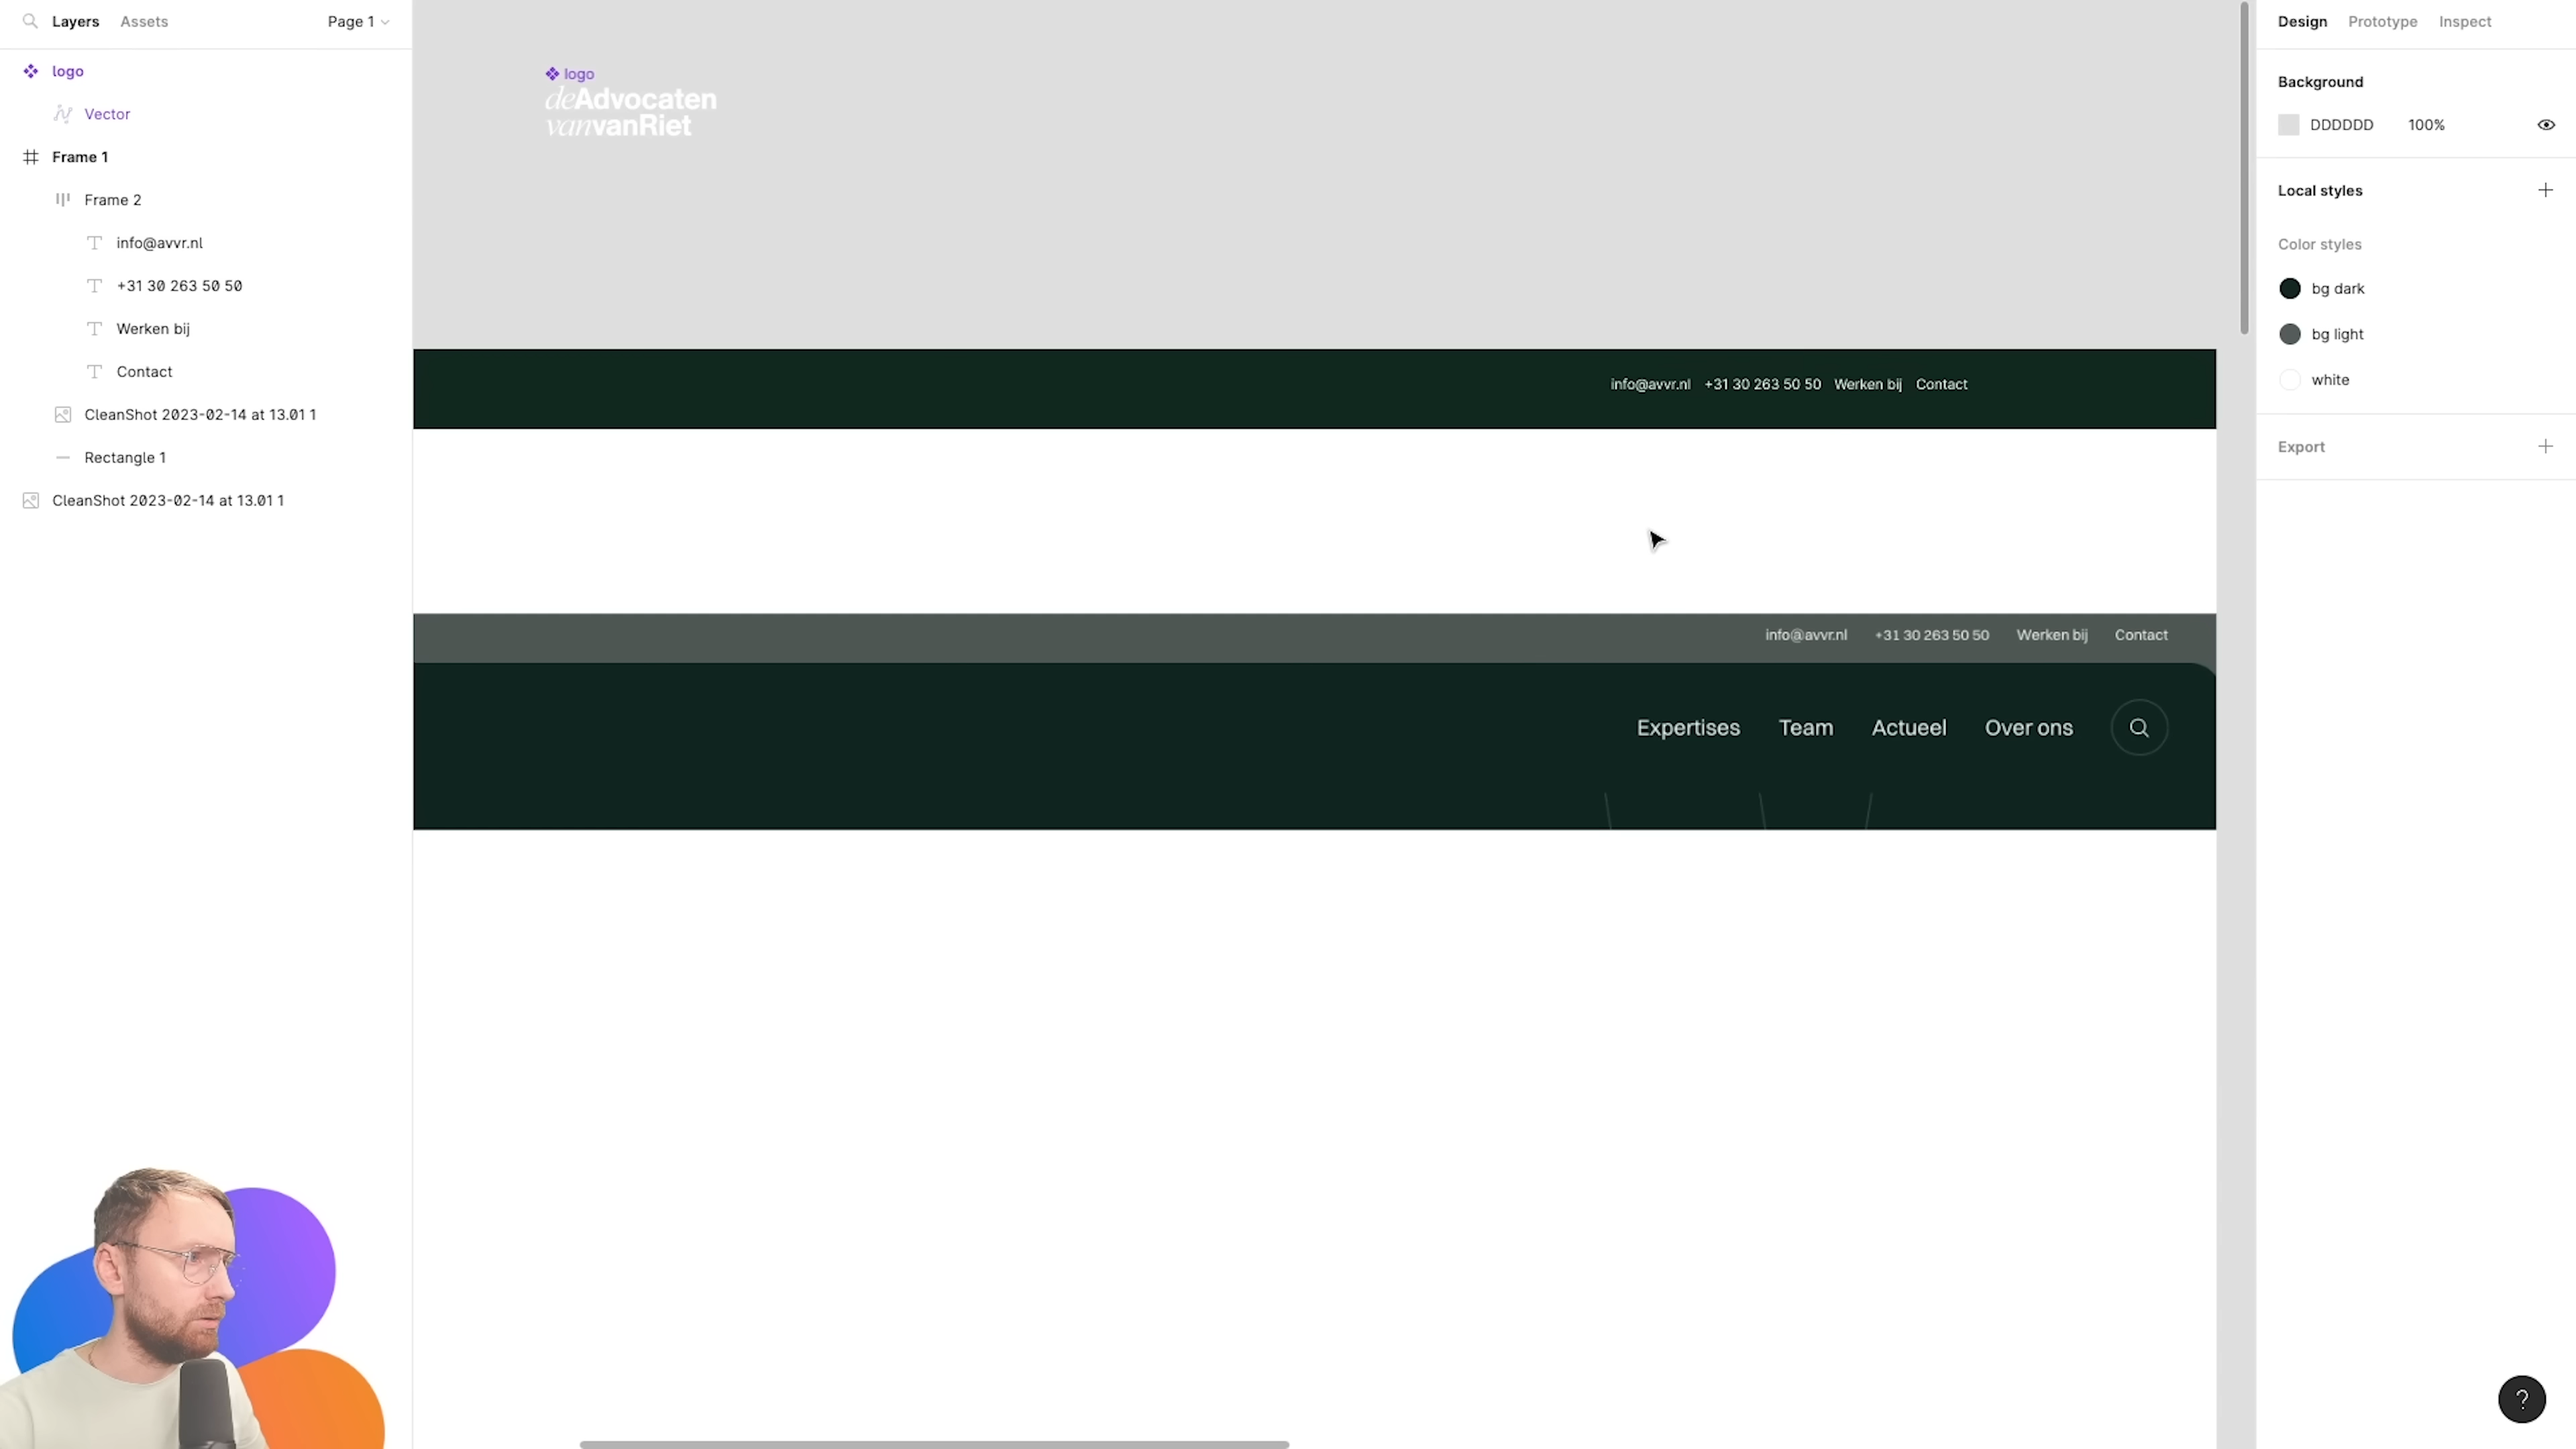 Layers Assets Page 1
logo
Vector
Frame 1
Frame 2
info@avvr.nl
+31 30 263 50 50
Werken bij
Contact
CleanShot 2023-02-14 at 13.01 1
Rectangle 1
CleanShot 2023-02-14 at 13.01 1
logo
deAdvocaten
vanvanRiet
info@avvr.nl +31 30 263 50 50 Werken bij Contact
info@avvr.nl +31 30 263 50 50 Werken bij Contact
Expertises Team Actueel Over ons
Design Prototype Inspect
Background
DDDDDD 100%
Local styles
Color styles
bg dark
bg light
white
Export
?